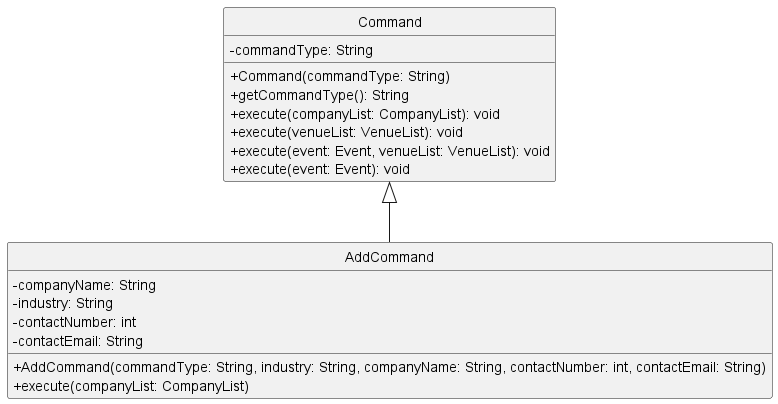 Command
-commandType: String
+Command(commandType: String)
+getCommandType(): String
+execute(companyList: CompanyList): void
+execute(venueList: VenueList): void
+execute(event: Event, venueList: VenueList): void
+execute(event: Event): void
AddCommand
-companyName: String
-industry: String
-contactNumber: int
-contactEmail: String
+AddCommand(commandType: String, industry: String, companyName: String, contactNumber: int, contactEmail: String)
+execute(companyList: CompanyList)